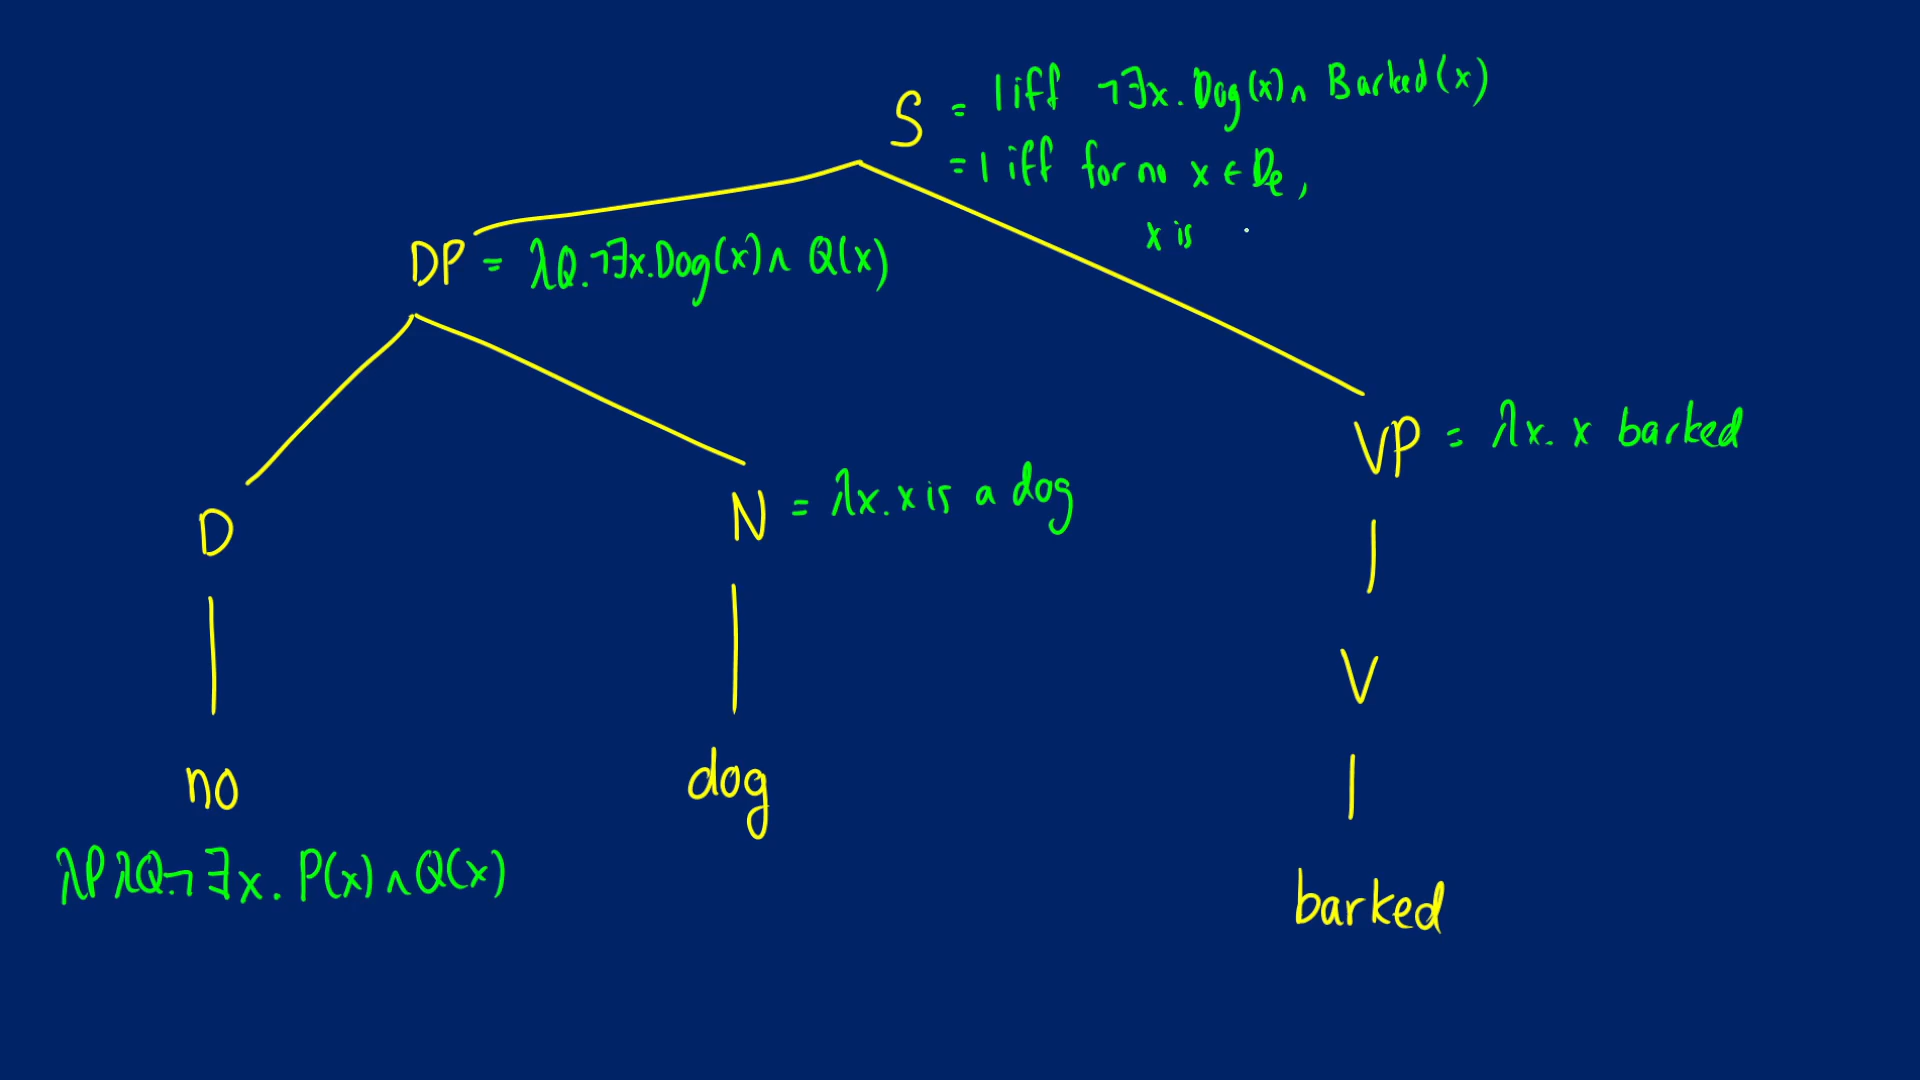 S = 1 iff ¬∃x. Dog(x) ∧ Barked(x)
= 1 iff for no x ∈ De,
x is
DP = λQ.¬∃x.Dog(x) ∧ Q(x)
VP = λx. x barked
D
N = λx. x is a dog
V
no
dog
barked
λPλQ.¬∃x. P(x) ∧ Q(x)